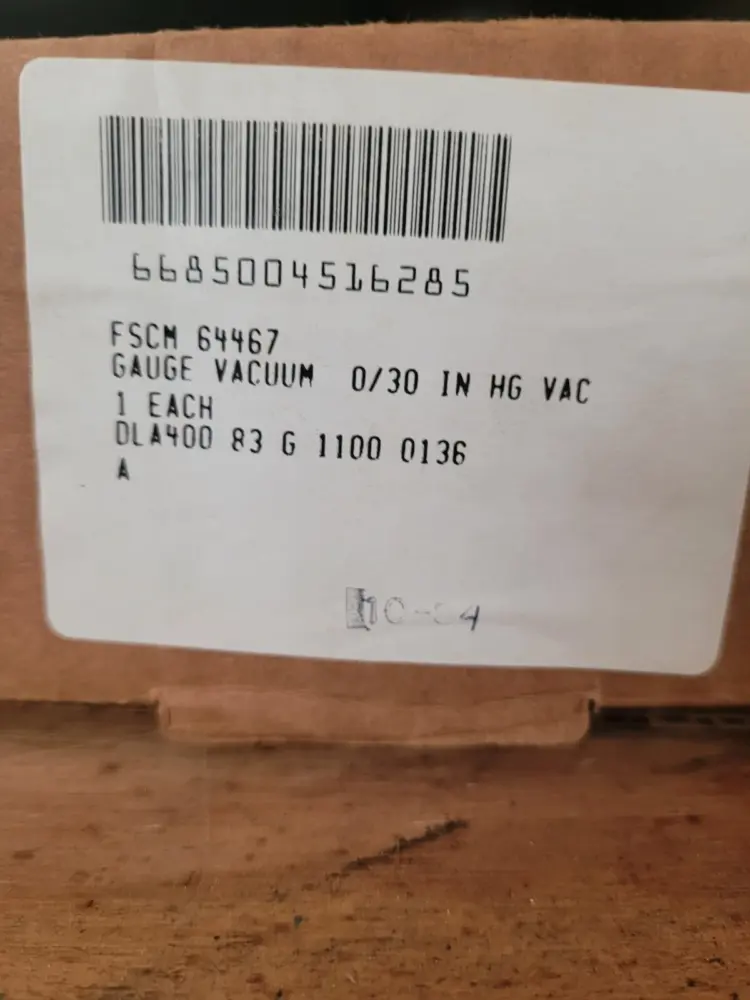 6685004516285
FSCM 64467
GAUGE VACUUM 0/30 IN HG VAC
1 EACH
DLA400 83 G 1100 0136
A